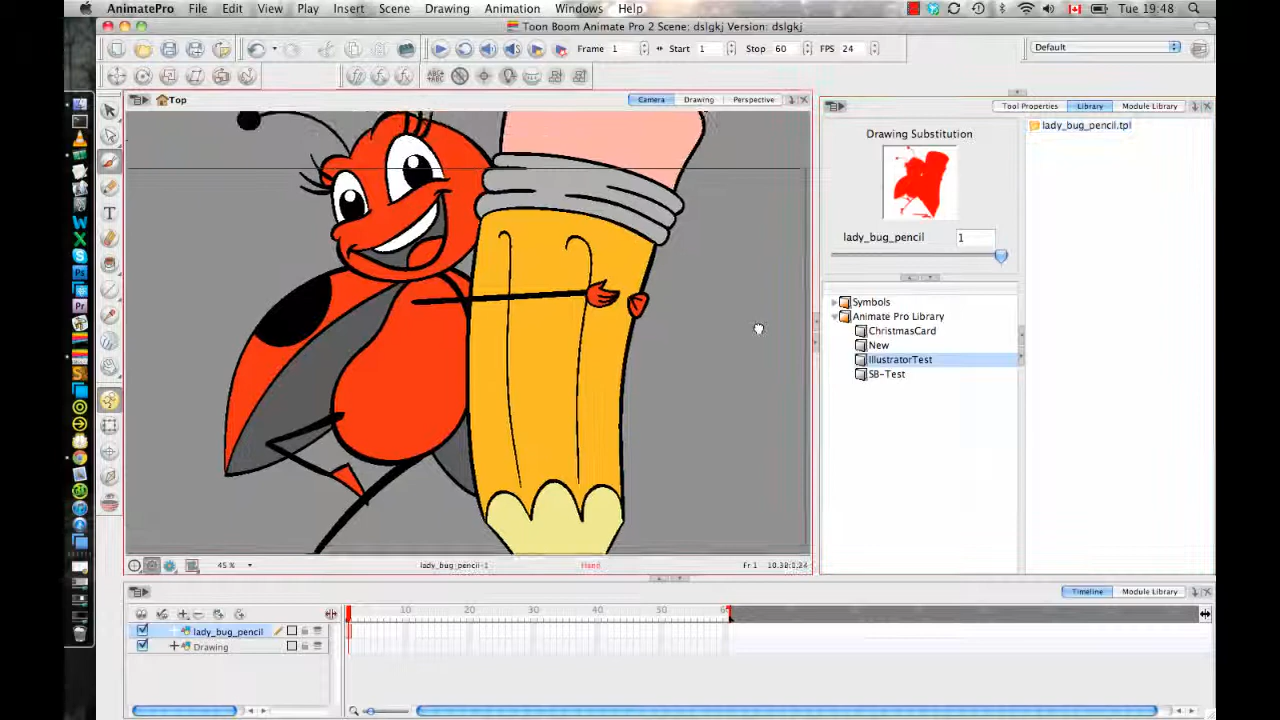 AnimatePro File Edit View Play Insert Scene Drawing Animation Windows Help Tue 19:48
Toon Boom Animate Pro 2 Scene: dslgkj Version: dslgkj
Frame 1 Start 1 Stop 60 FPS 24 Default
Top Camera Drawing Perspective
Tool Properties Library Module Library
Drawing Substitution
lady_bug_pencil.tpl
lady_bug_pencil 1
Symbols
Animate Pro Library
ChristmasCard
New
IllustratorTest
SB-Test
45 % lady_bug_pencil-1 Hand Fr 1
Timeline Module Library
10 20 30 40 50
lady_bug_pencil
Drawing